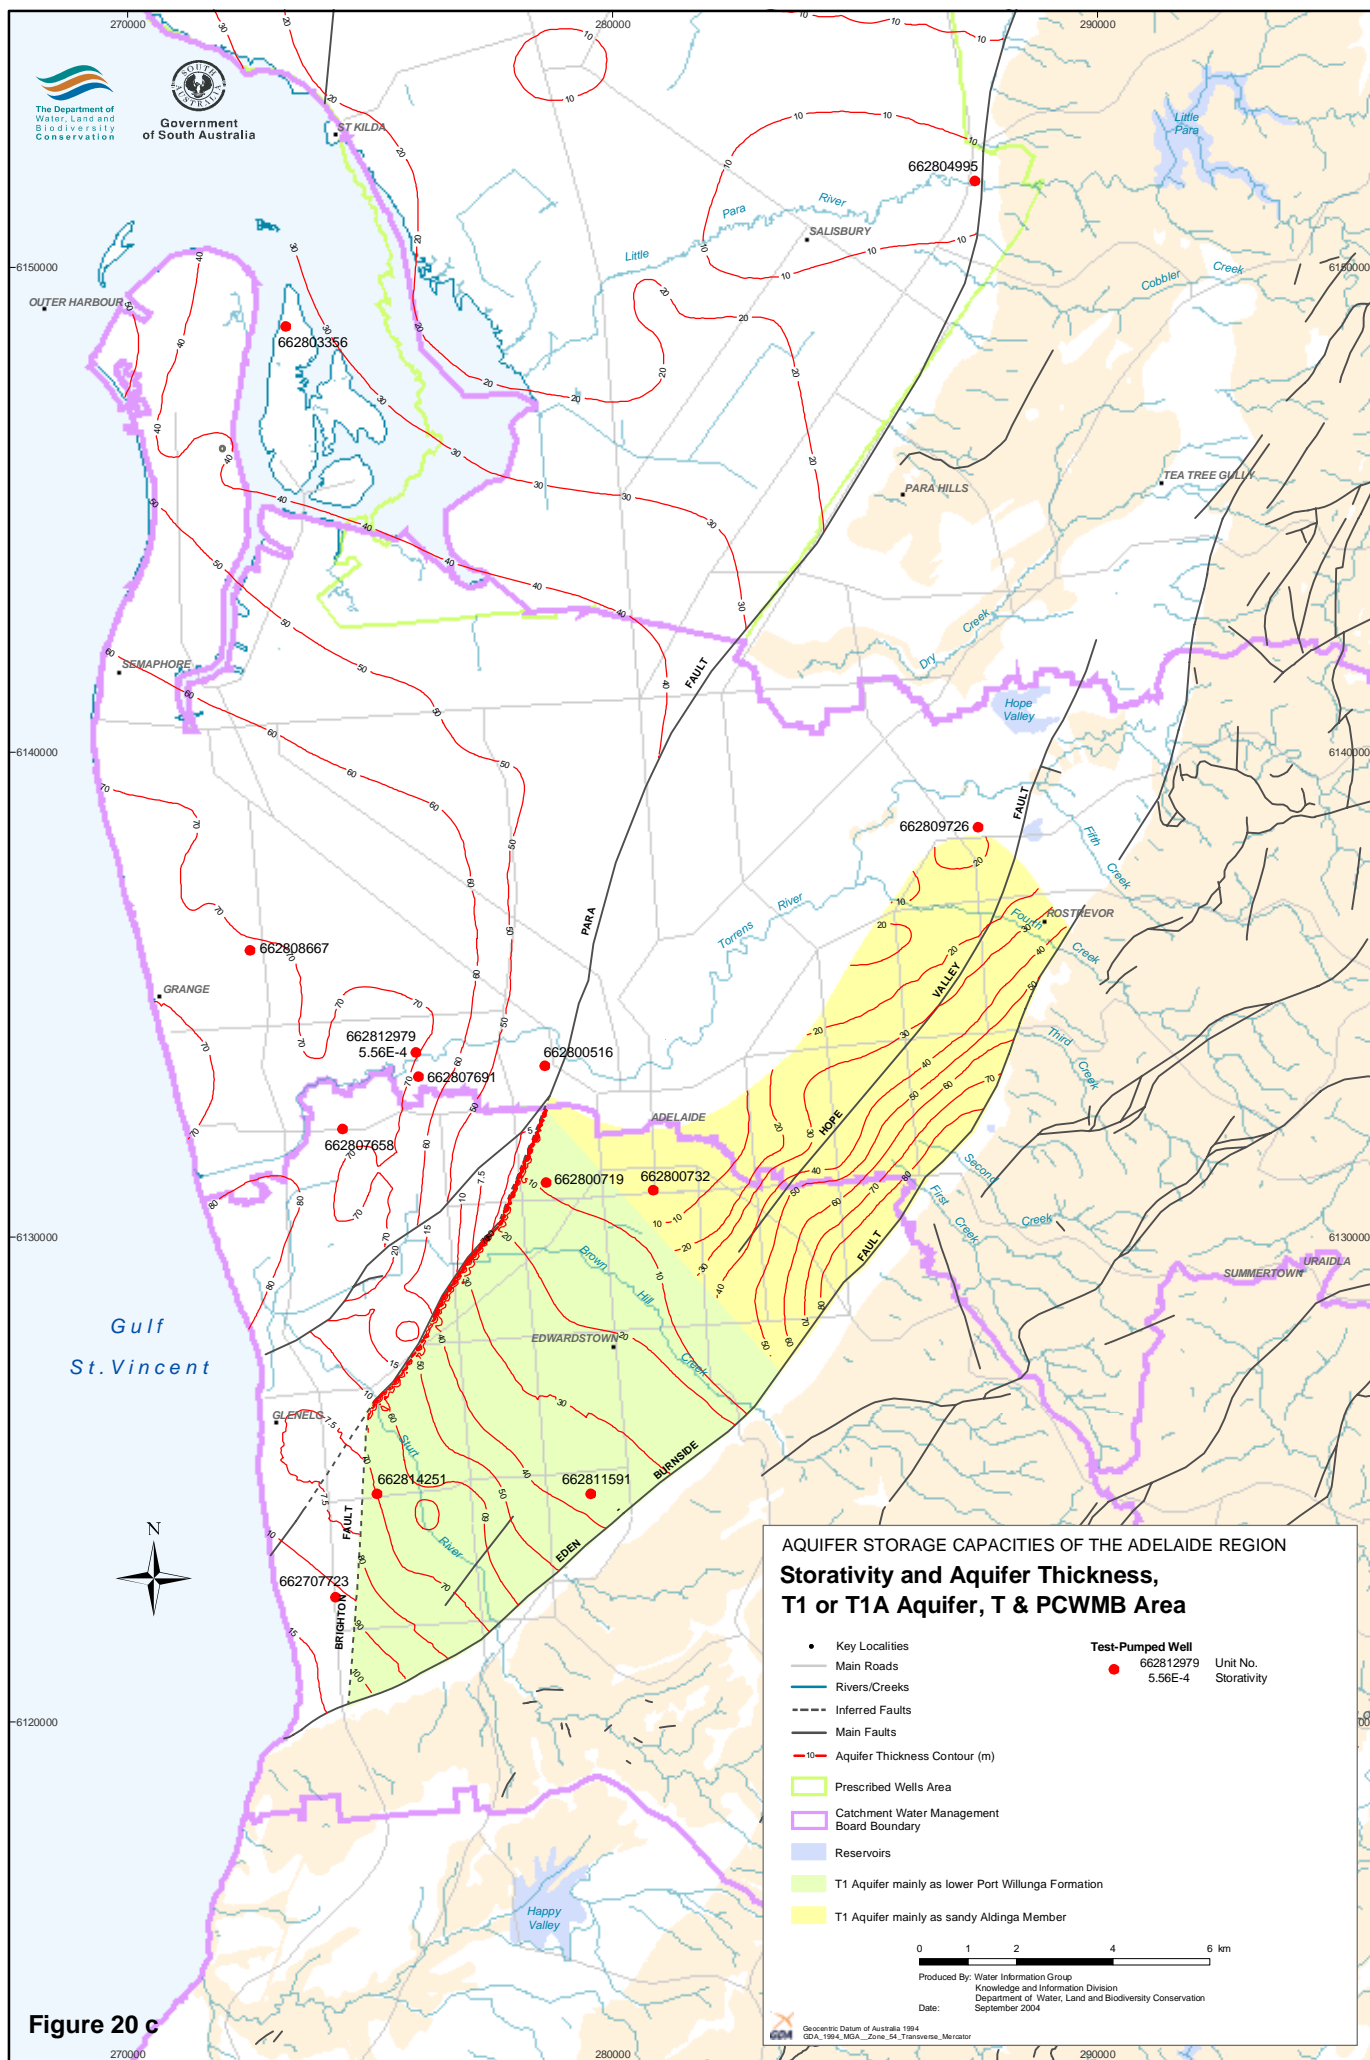 270000
280000
290000
The Department of
Water, Land and
Biodiversity
Conservation
SOUTH
AUSTRALIA
Government
of South Australia
ST KILDA
Little
Para
662804995
Little
Para
River
SALISBURY
6150000
6150000
Cobbler
Creek
OUTER HARBOUR
662803356
PARA HILLS
TEA TREE GULLY
Dry
Creek
SEMAPHORE
FAULT
Hope
Valley
6140000
6140000
FAULT
662809726
Fifth
Creek
PARA
Torrens
River
Fourth
Creek
ROSTREVOR
662808667
VALLEY
GRANGE
662812979
5.56E-4
662800516
Third
Creek
662807691
ADELAIDE
HOPE
662807658
Second
Creek
662800719
662800732
First
Creek
6130000
6130000
Brown
Hill
Creek
FAULT
SUMMERTOWN
URAIDLA
Gulf
St.Vincent
EDWARDSTOWN
GLENELG
Sturt
River
662814251
662811591
BURNSIDE
FAULT
EDEN
N
662707723
BRIGHTON
6120000
Happy
Valley
AQUIFER STORAGE CAPACITIES OF THE ADELAIDE REGION
Storativity and Aquifer Thickness,
T1 or T1A Aquifer, T & PCWMB Area
Key Localities
Main Roads
Rivers/Creeks
Inferred Faults
Main Faults
10 Aquifer Thickness Contour (m)
Prescribed Wells Area
Catchment Water Management
Board Boundary
Reservoirs
T1 Aquifer mainly as lower Port Willunga Formation
T1 Aquifer mainly as sandy Aldinga Member
Test-Pumped Well
662812979 Unit No.
5.56E-4 Storativity
0 1 2 4 6 km
Produced By: Water Information Group
Knowledge and Information Division
Department of Water, Land and Biodiversity Conservation
Date: September 2004
GDA
Geocentric Datum of Australia 1994
GDA_1994_MGA__Zone_54_Transverse_Mercator
Figure 20 c
270000
280000
290000